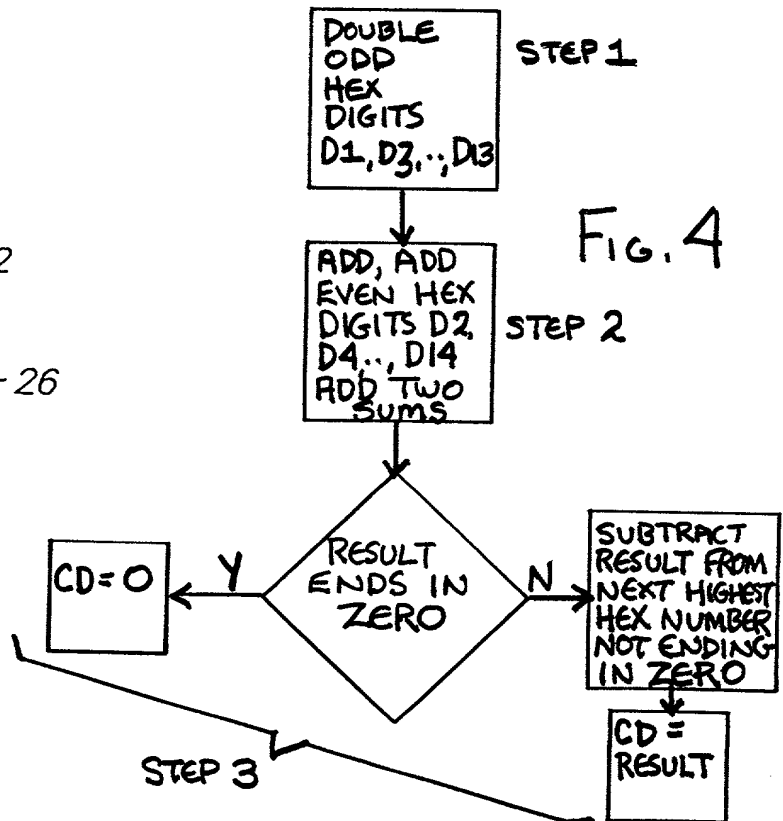 DOUBLE
ODD
HEX
DIGITS
D1, D3,.., D13
STEP 1
FIG. 4
2
-26
ADD, ADD
EVEN HEX
DIGITS D2,
D4,.., D14
ADD TWO
SUMS
STEP 2
RESULT
ENDS IN
ZERO
Y
N
CD=0
SUBTRACT
RESULT FROM
NEXT HIGHEST
HEX NUMBER
NOT ENDING
IN ZERO
CD =
RESULT
STEP 3